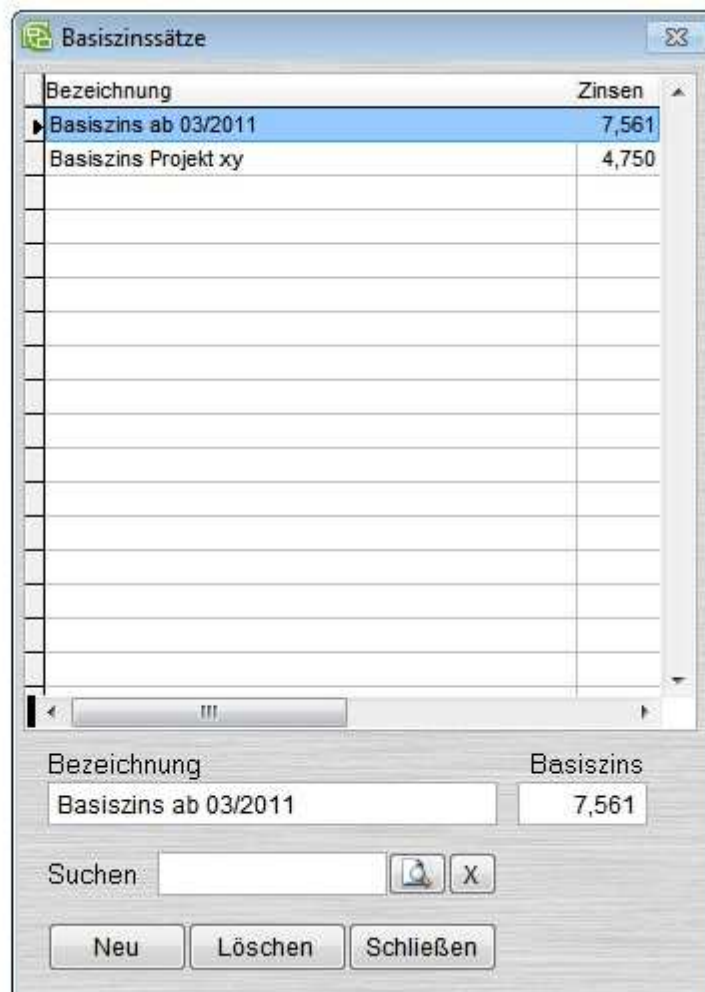 Basiszinssätze
Bezeichnung Zinsen
Basiszins ab 03/2011 7,561
Basiszins Projekt xy 4,750
Bezeichnung Basiszins
Basiszins ab 03/2011 7,561
Suchen X
Neu Löschen Schließen